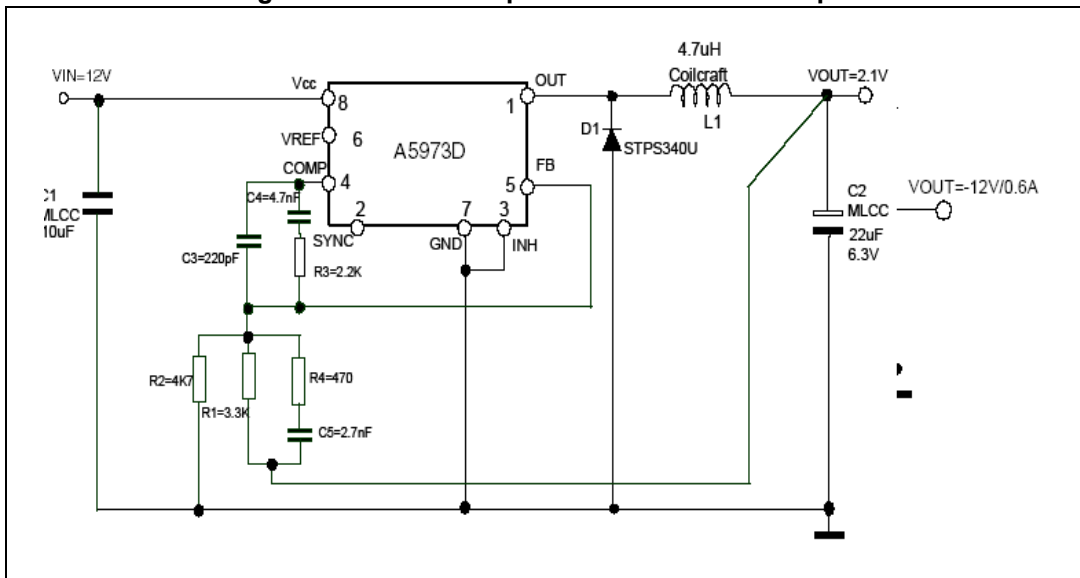 VIN=12V
Vcc
8
VREF
6
COMP
4
A5973D
OUT
1
FB
5
2
SYNC
7
GND
3
INH
4.7uH
Coilcraft
L1
VOUT=2.1V
D1
STPS340U
C2
MLCC
22uF
6.3V
VOUT=-12V/0.6A
10uF
C4=4.7nF
C3=220pF
R3=2.2K
R2=4K7
R1=3.3K
R4=470
C5=2.7nF